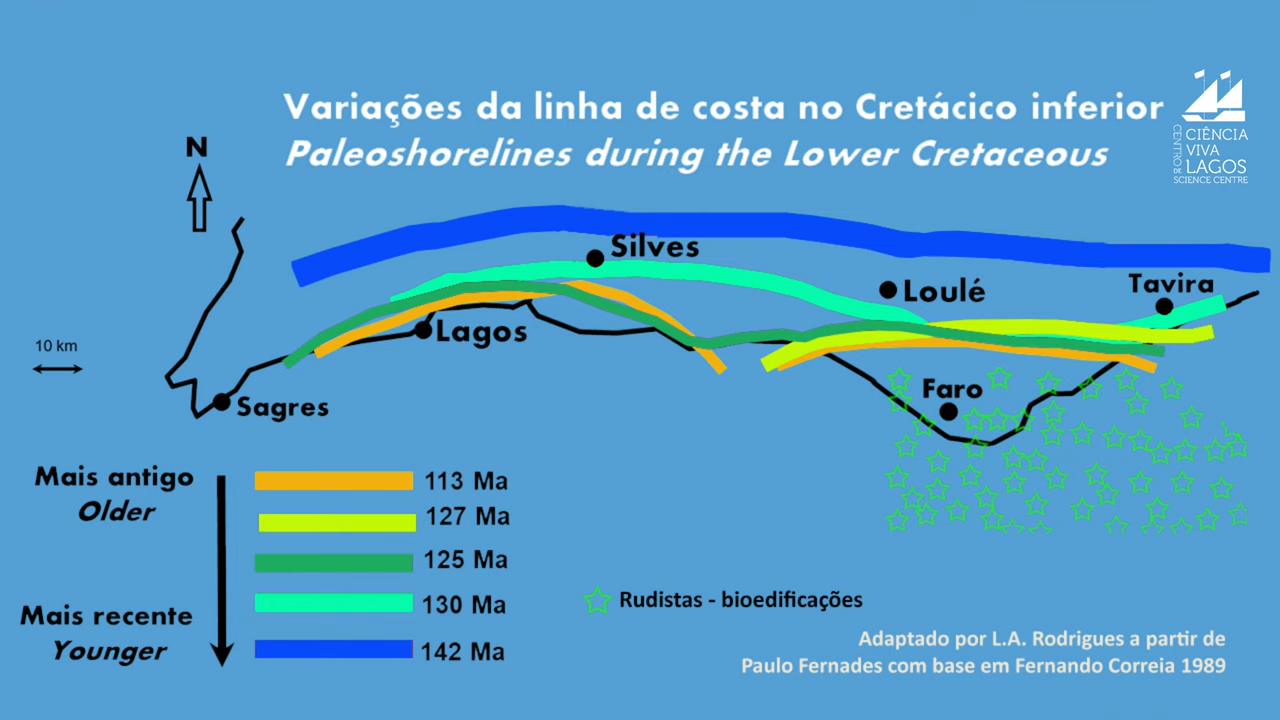 Variações da linha de costa no Cretácico inferior
Paleoshorelines during the Lower Cretaceous
CENTRO DE
CIÊNCIA
VIVA
LAGOS
SCIENCE CENTRE
N
Silves
Loulé
Tavira
Lagos
10 km
Faro
Sagres
Mais antigo
Older
113 Ma
127 Ma
125 Ma
130 Ma
142 Ma
Mais recente
Younger
Rudistas - bioedificações
Adaptado por L.A. Rodrigues a partir de
Paulo Fernades com base em Fernando Correia 1989